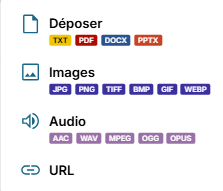 Déposer
TXT PDF DOCX PPTX
Images
JPG PNG TIFF BMP GIF WEBP
Audio
AAC WAV MPEG OGG OPUS
URL